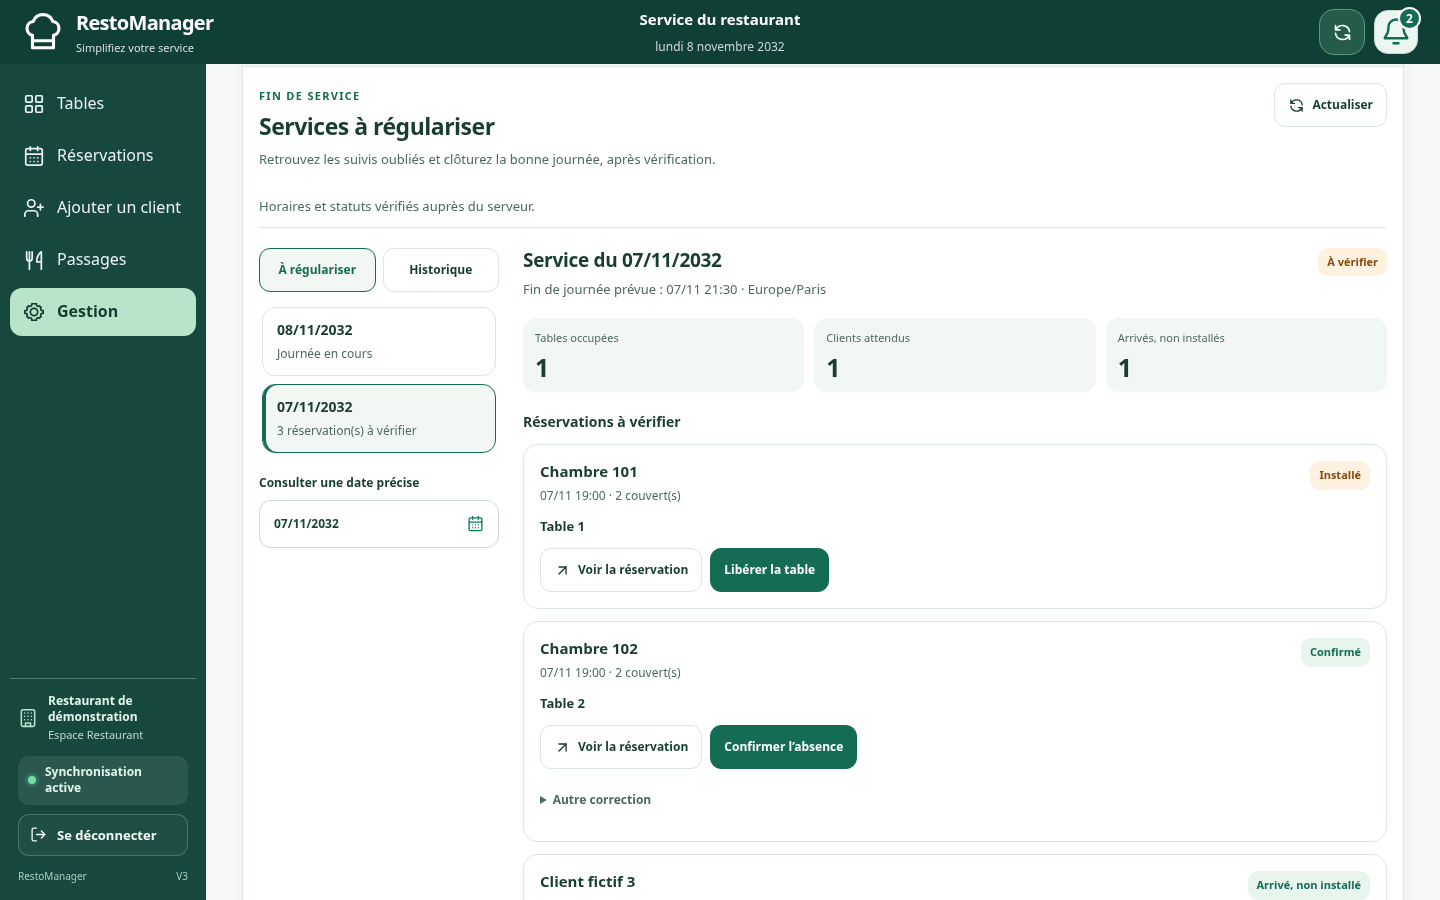 RestoManager
Simplifiez votre service
Service du restaurant
lundi 8 novembre 2032
2
Tables
Réservations
Ajouter un client
Passages
Gestion
Restaurant de
démonstration
Espace Restaurant
Synchronisation
active
Se déconnecter
RestoManager
V3
FIN DE SERVICE
Services à régulariser
Retrouvez les suivis oubliés et clôturez la bonne journée, après vérification.
Actualiser
Horaires et statuts vérifiés auprès du serveur.
À régulariser
Historique
08/11/2032
Journée en cours
07/11/2032
3 réservation(s) à vérifier
Consulter une date précise
07/11/2032
Service du 07/11/2032
À vérifier
Fin de journée prévue : 07/11 21:30 · Europe/Paris
Tables occupées
1
Clients attendus
1
Arrivés, non installés
1
Réservations à vérifier
Chambre 101
Installé
07/11 19:00 · 2 couvert(s)
Table 1
Voir la réservation
Libérer la table
Chambre 102
Confirmé
07/11 19:00 · 2 couvert(s)
Table 2
Voir la réservation
Confirmer l’absence
Autre correction
Client fictif 3
Arrivé, non installé